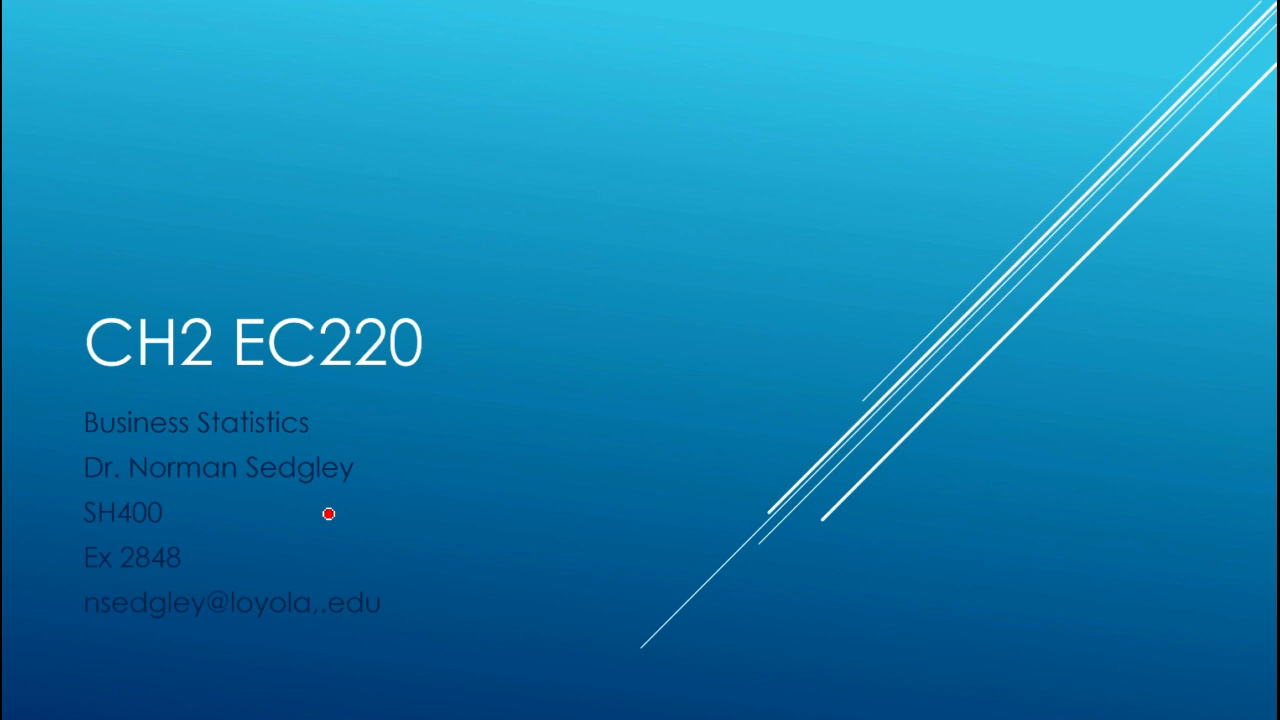 CH2 EC220
Business Statistics
Dr. Norman Sedgley
SH400
Ex 2848
nsedgley@loyola,.edu